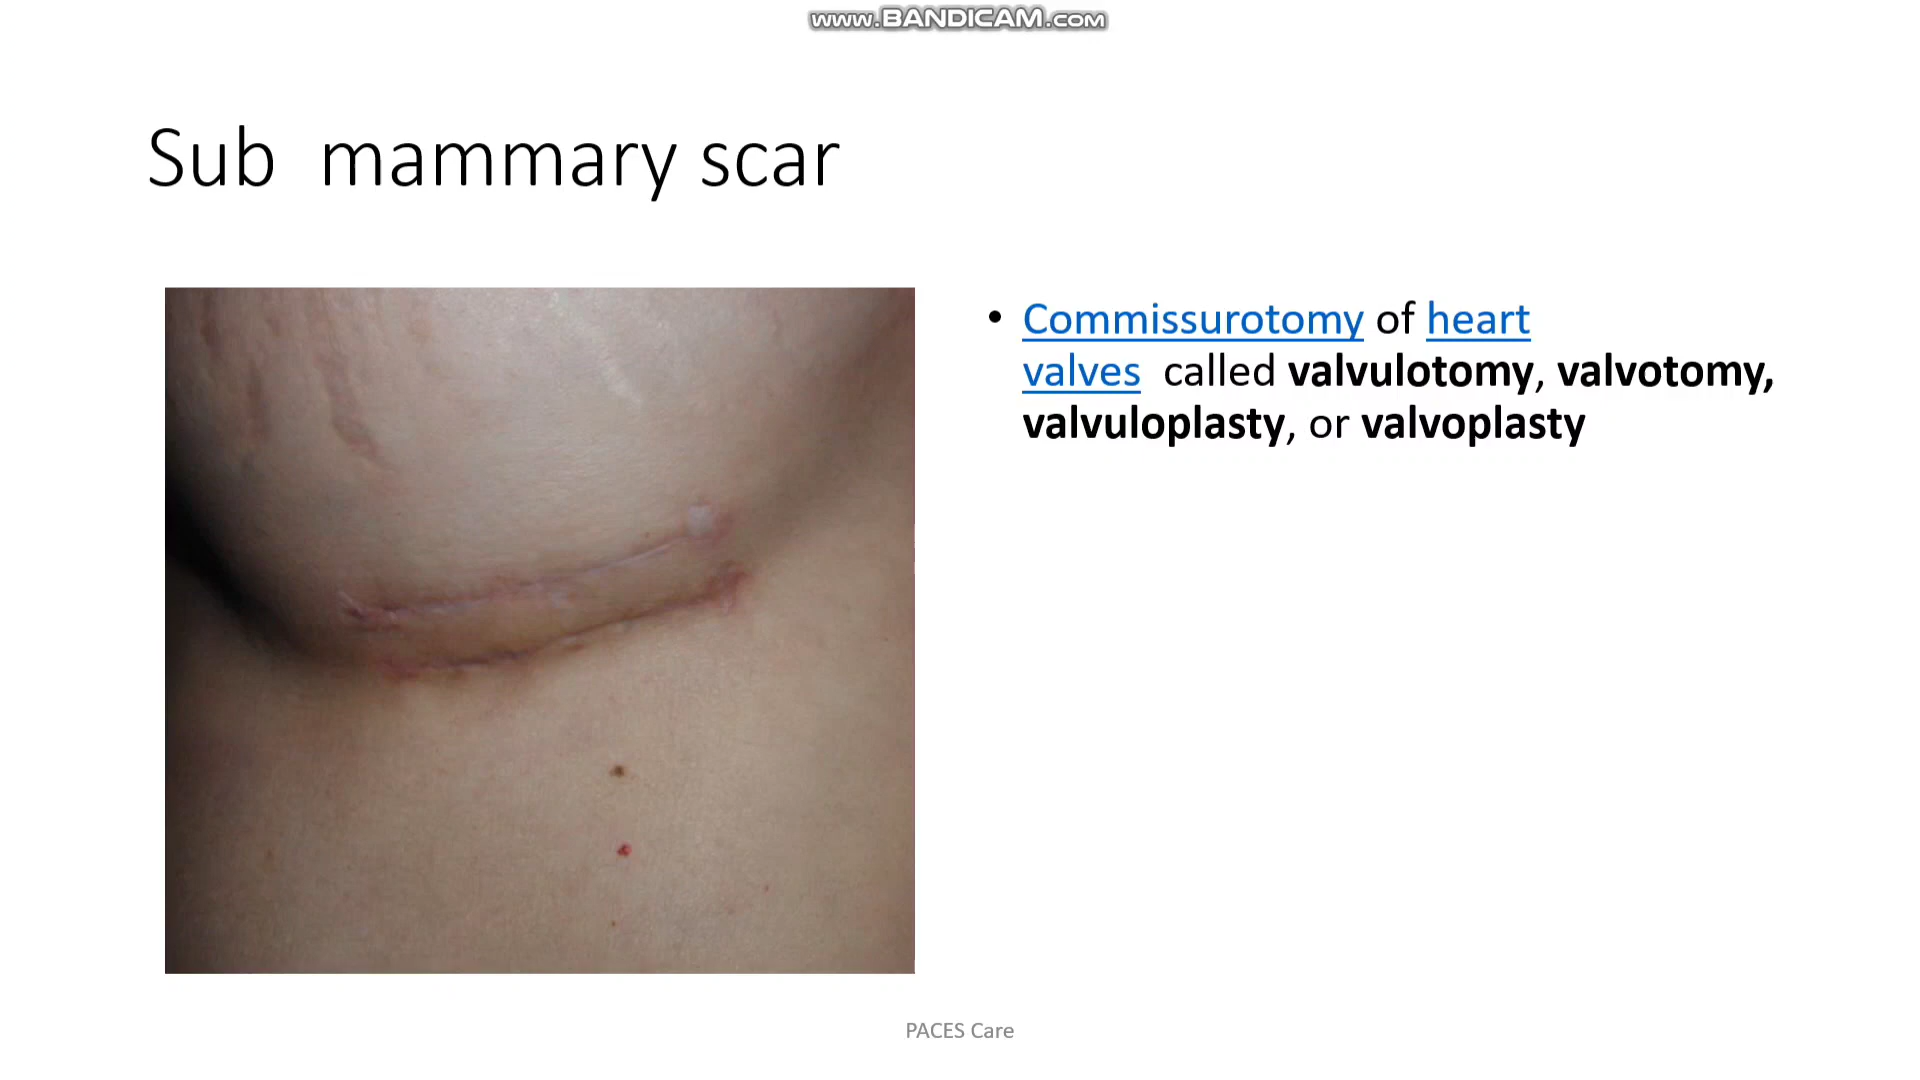 www.BANDICAM.com
Sub mammary scar
• Commissurotomy of heart
valves called valvulotomy, valvotomy,
valvuloplasty, or valvoplasty
PACES Care